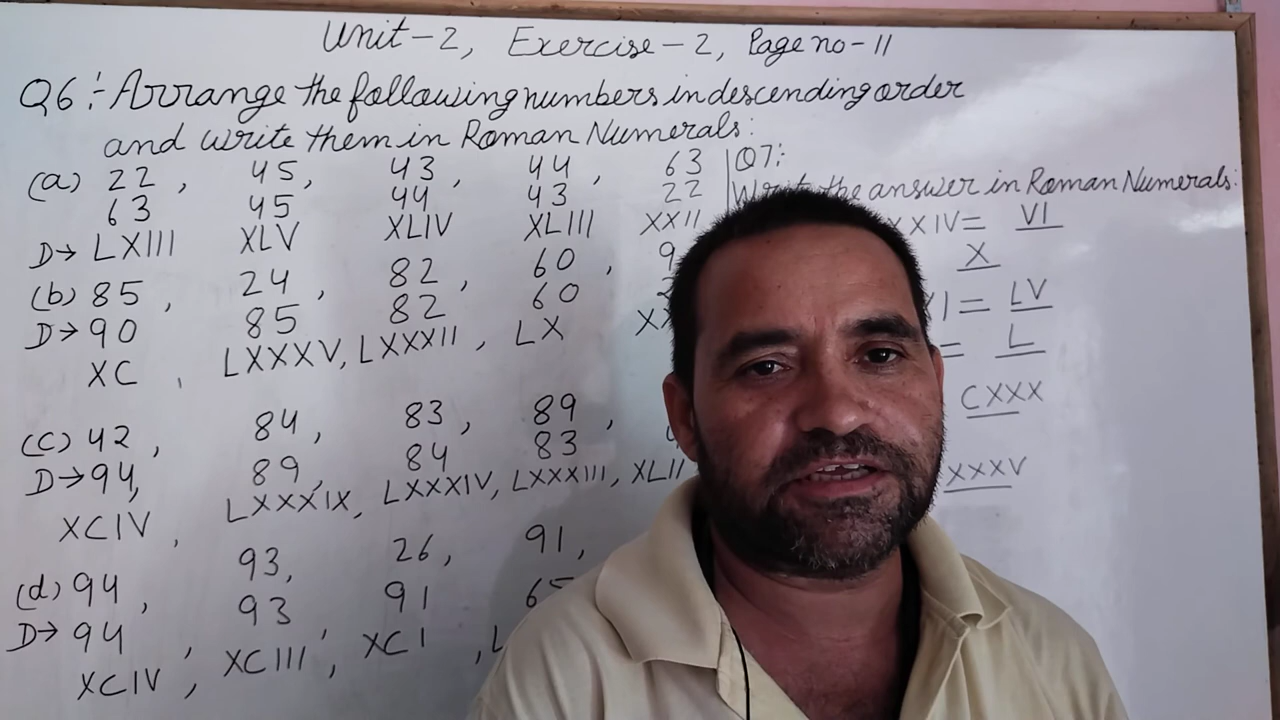 Unit-2, Exercise-2, Page no-11
Q6:- Arrange the following numbers in descending order
and write them in Roman Numerals:
(a) 22, 45, 43, 44, 63
63 45 44 43 22
D→ LXIII XLV XLIV XLIII XXII
(b) 85, 24, 82, 60, 9
D→ 90 85 82 60
XC, LXXXV, LXXXII, LX
(c) 42, 84, 83, 89,
D→ 94, 89, 84 83
XCIV, LXXXIX, LXXXIV, LXXXIII, XLII
(d) 94, 93, 26, 91,
D→ 94, 93, 91
XCIV, XCIII, XCI, L
Q7:
Write the answer in Roman Numerals:
XXIV= VI
X
= LV
= L
CXXX
XXXV